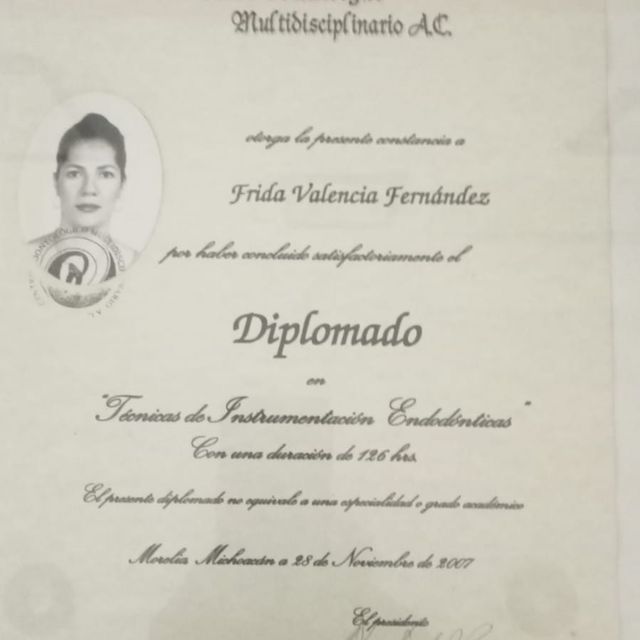 Multidisciplinario A.C.
otorga la presente constancia a
Frida Valencia Fernández
por haber concluido satisfactoriamente el
Diplomado
en
"Técnicas de Instrumentación Endodónticas"
Con una duración de 126 hrs.
El presente diplomado no equivale a una especialidad o grado académico
Morelia Michoacán a 28 de Noviembre de 2007
El presidente